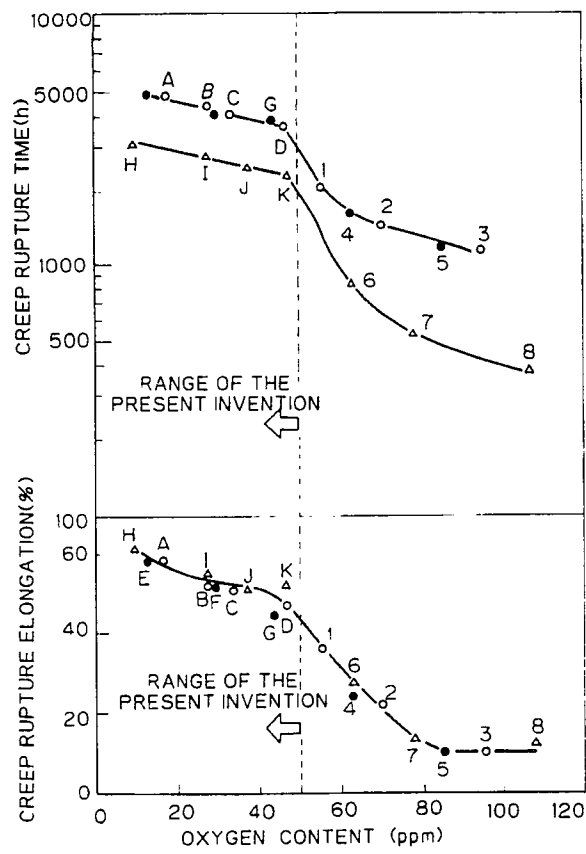 CREEP RUPTURE TIME(h)
10000
5000
1000
500
A
B
C
G
D
H
I
J
K
1
2
3
4
5
6
7
8
RANGE OF THE
PRESENT INVENTION
CREEP RUPTURE ELONGATION(%)
100
60
40
20
0
H
A
E
I
B
F
C
J
K
G
D
1
6
4
2
7
5
3
8
RANGE OF THE
PRESENT INVENTION
0 20 40 60 80 100 120
OXYGEN CONTENT (ppm)